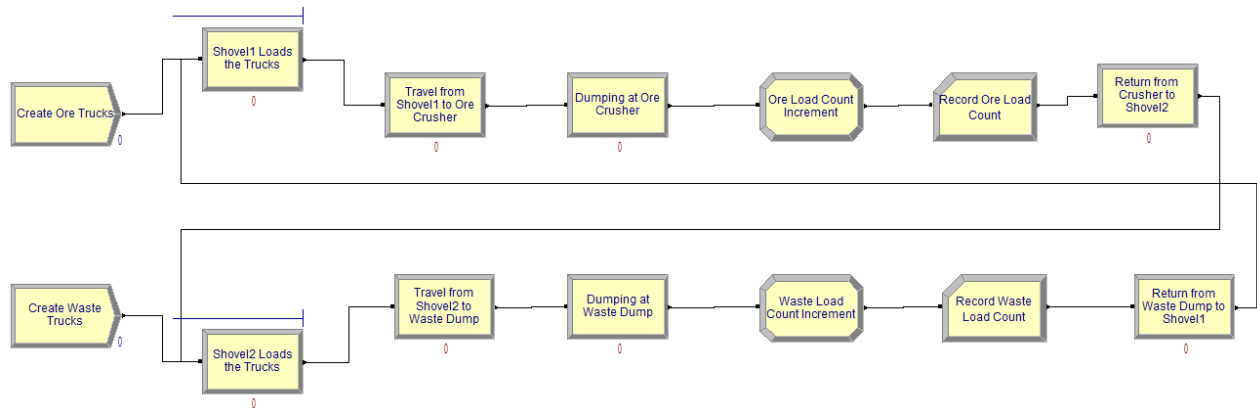 Shovel1 Loads
the Trucks
0
Create Ore Trucks
0
Travel from
Shovel1 to Ore
Crusher
0
Dumping at Ore
Crusher
0
Ore Load Count
Increment
Record Ore Load
Count
Return from
Crusher to
Shovel2
0
Create Waste
Trucks
0
Shovel2 Loads
the Trucks
0
Travel from
Shovel2 to
Waste Dump
0
Dumping at
Waste Dump
0
Waste Load
Count Increment
Record Waste
Load Count
Return from
Waste Dump to
Shovel1
0